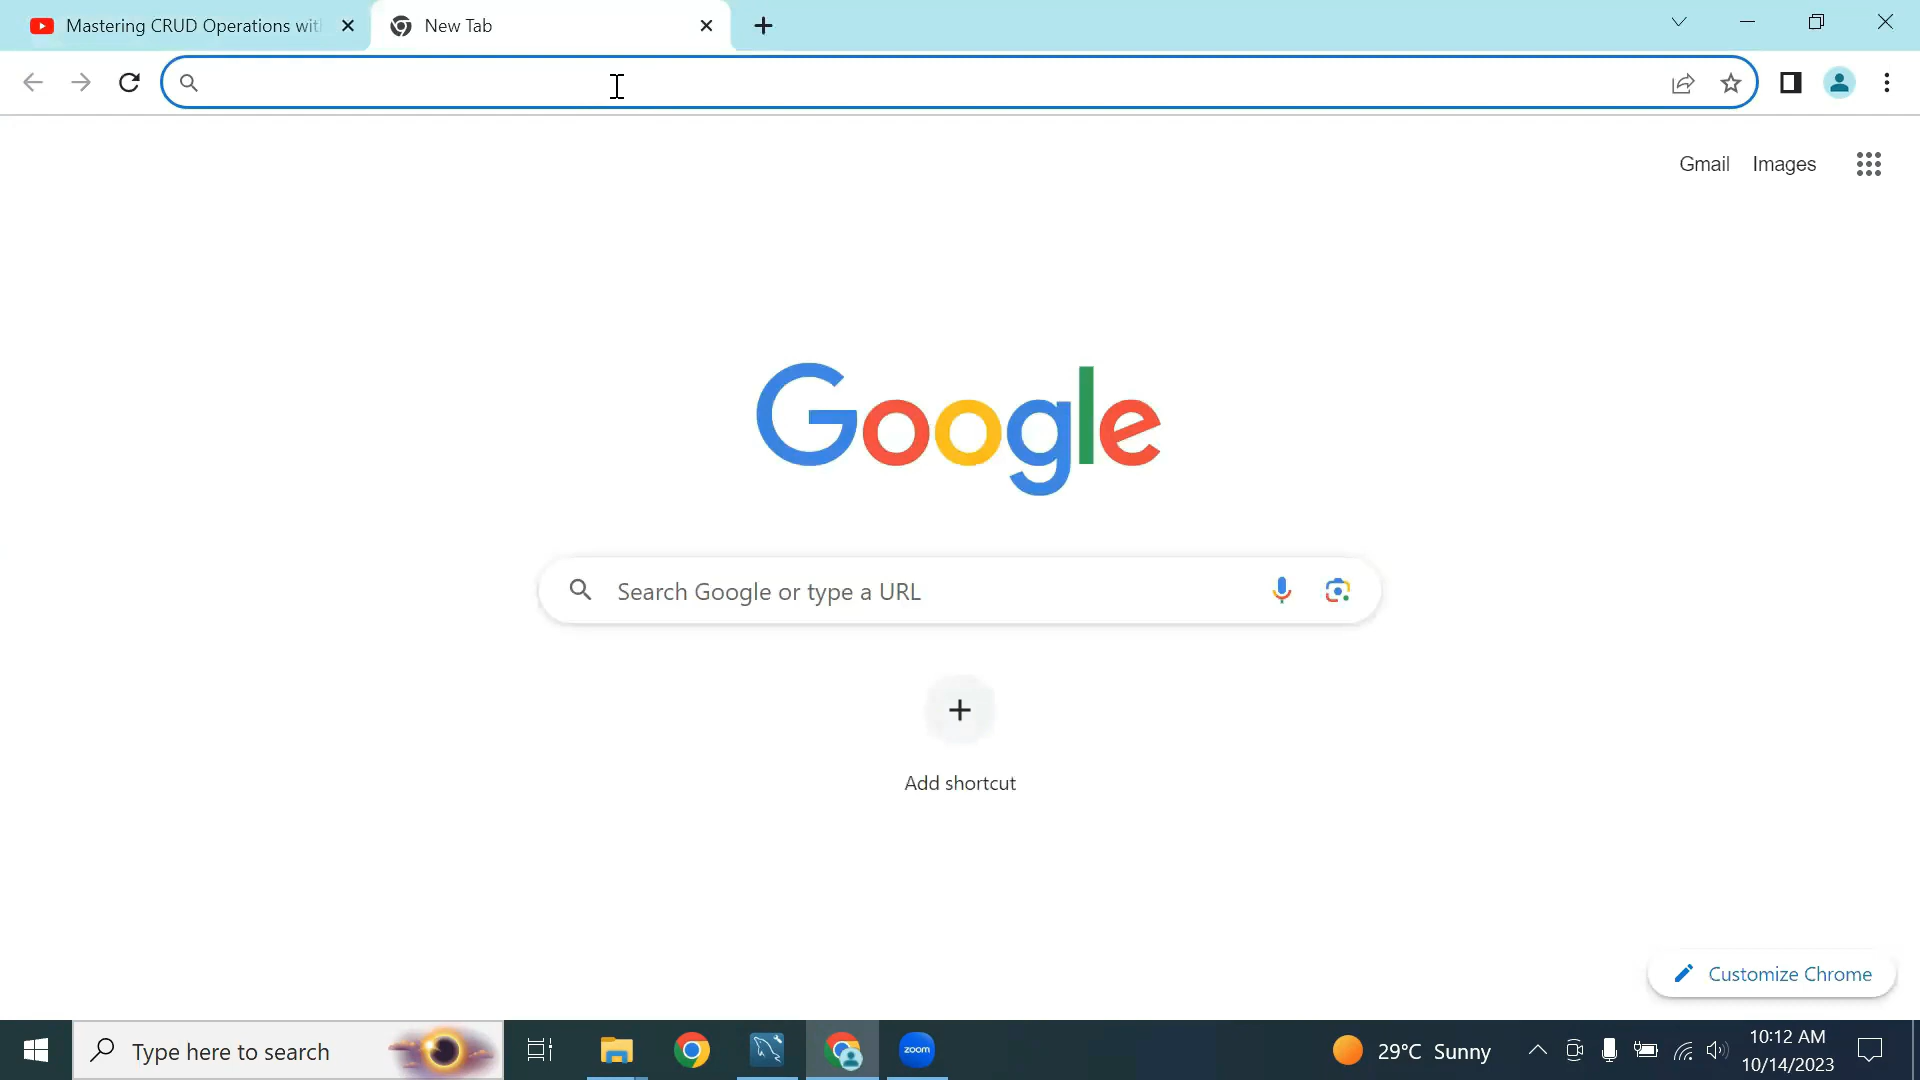 Mastering CRUD Operations wit
New Tab
Gmail
Images
Google
Search Google or type a URL
Add shortcut
Customize Chrome
Type here to search
zoom
29°C Sunny
10:12 AM
10/14/2023